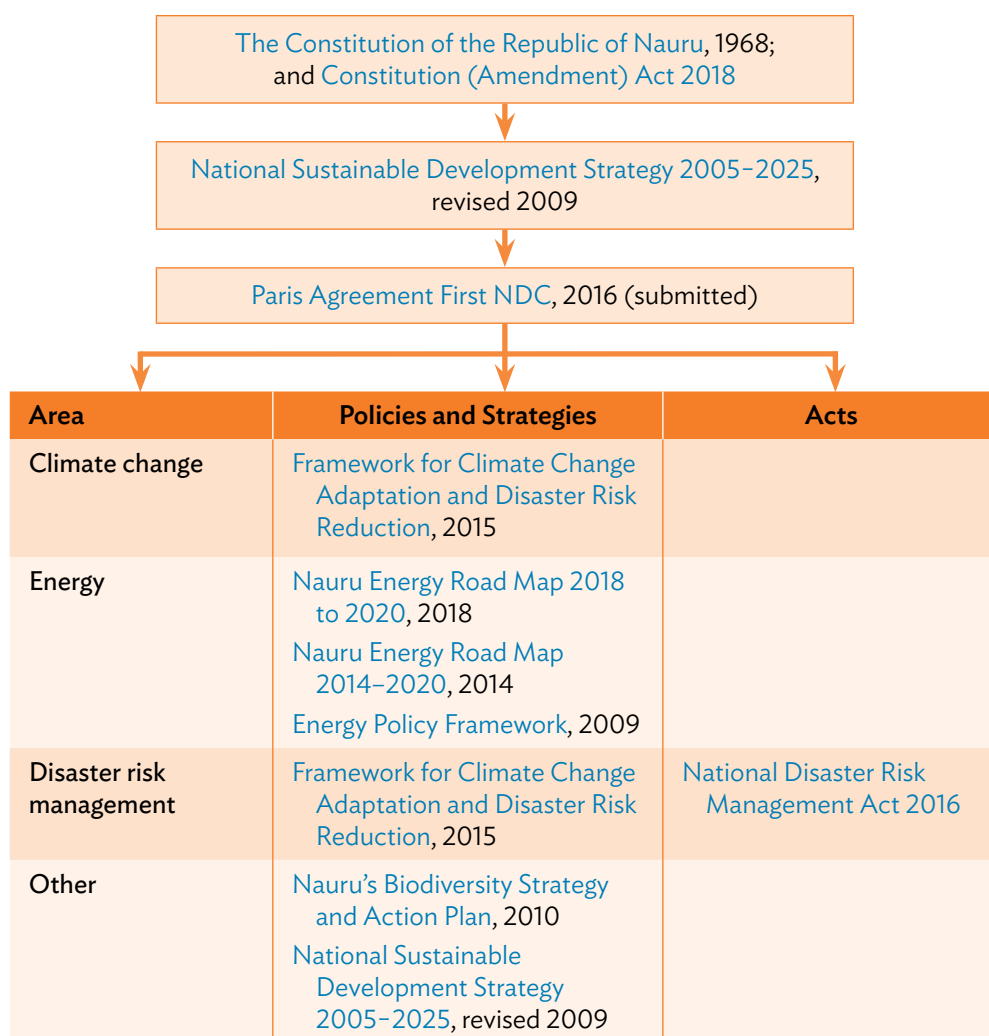 The Constitution of the Republic of Nauru, 1968;
and Constitution (Amendment) Act 2018
National Sustainable Development Strategy 2005–2025,
revised 2009
Paris Agreement First NDC, 2016 (submitted)
Area
Policies and Strategies
Acts
Climate change
Framework for Climate Change
Adaptation and Disaster Risk
Reduction, 2015
Energy
Nauru Energy Road Map 2018
to 2020, 2018
Nauru Energy Road Map
2014–2020, 2014
Energy Policy Framework, 2009
Disaster risk
management
Framework for Climate Change
Adaptation and Disaster Risk
Reduction, 2015
National Disaster Risk
Management Act 2016
Other
Nauru’s Biodiversity Strategy
and Action Plan, 2010
National Sustainable
Development Strategy
2005–2025, revised 2009